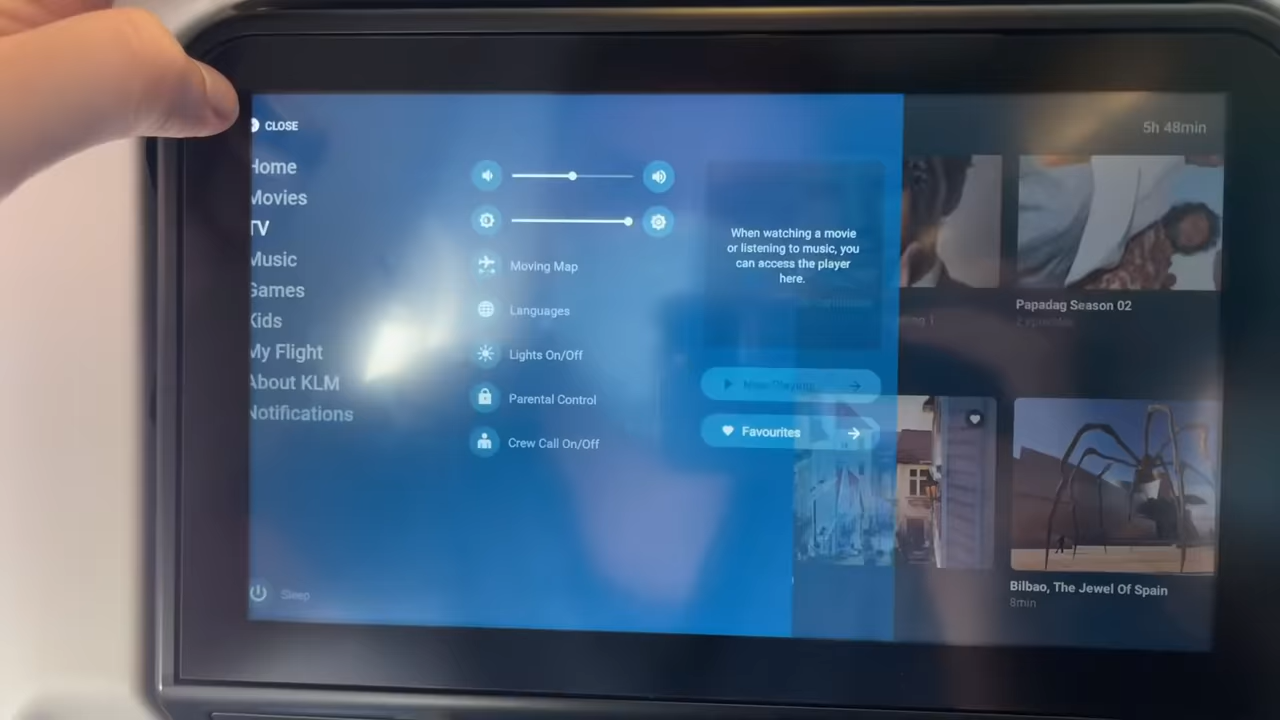 CLOSE
5h 48min
Home
Movies
TV
Music
Games
Kids
My Flight
About KLM
Notifications
Sleep
Moving Map
Languages
Lights On/Off
Parental Control
Crew Call On/Off
When watching a movie
or listening to music, you
can access the player
here.
Now Playing
Favourites
Papadag Season 02
Bilbao, The Jewel Of Spain
8min